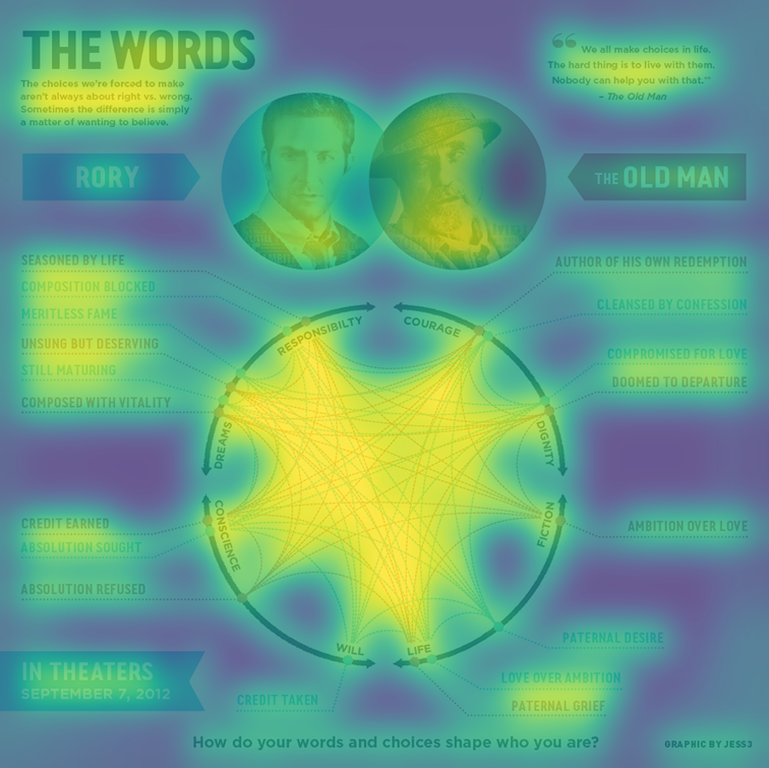 THE WORDS
The choices we're forced to make
aren't always about right vs. wrong.
Sometimes the difference is simply
a matter of wanting to believe.
“We all make choices in life.
The hard thing is to live with them.
Nobody can help you with that.”
– The Old Man
RORY
THE OLD MAN
SEASONED BY LIFE
COMPOSITION BLOCKED
MERITLESS FAME
UNSUNG BUT DESERVING
STILL MATURING
COMPOSED WITH VITALITY
AUTHOR OF HIS OWN REDEMPTION
CLEANSED BY CONFESSION
COMPROMISED FOR LOVE
DOOMED TO DEPARTURE
RESPONSIBILTY
COURAGE
DREAMS
DIGNITY
CONSCIENCE
FICTION
WILL
LIFE
CREDIT EARNED
ABSOLUTION SOUGHT
ABSOLUTION REFUSED
AMBITION OVER LOVE
PATERNAL DESIRE
LOVE OVER AMBITION
PATERNAL GRIEF
CREDIT TAKEN
IN THEATERS
SEPTEMBER 7, 2012
How do your words and choices shape who you are?
GRAPHIC BY JESS3